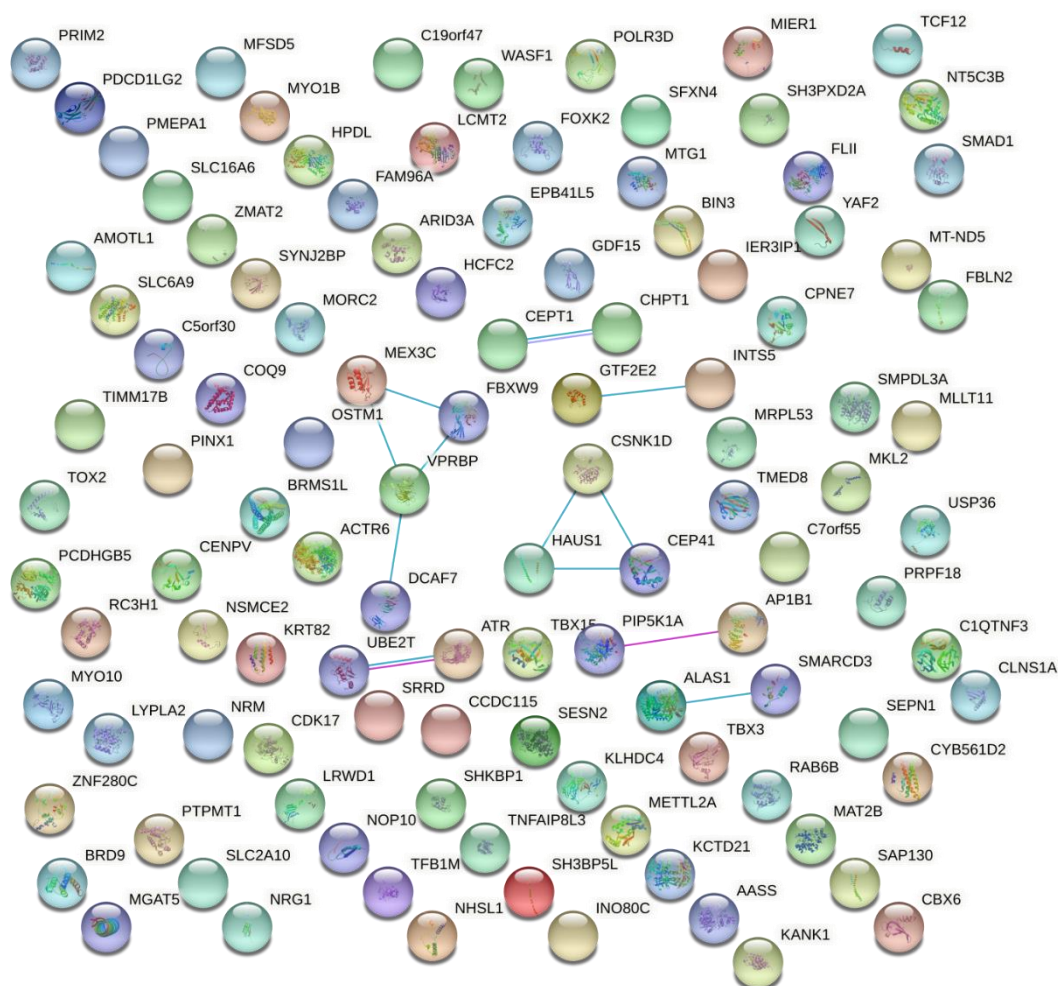 PRIM2
MFSD5
C19orf47
WASF1
POLR3D
MIER1
TCF12
PDCD1LG2
MYO1B
LCMT2
FOXK2
SFXN4
SH3PXD2A
NT5C3B
PMEPA1
HPDL
MTG1
FLII
SMAD1
SLC16A6
FAM96A
EPB41L5
BIN3
YAF2
ZMAT2
ARID3A
AMOTL1
SYNJ2BP
HCFC2
GDF15
IER3IP1
MT-ND5
FBLN2
SLC6A9
MORC2
CEPT1
CHPT1
CPNE7
C5orf30
MEX3C
FBXW9
GTF2E2
INTS5
TIMM17B
COQ9
OSTM1
SMPDL3A
MLLT11
PINX1
VPRBP
CSNK1D
MRPL53
MKL2
TOX2
BRMS1L
TMED8
USP36
PCDHGB5
CENPV
ACTR6
HAUS1
CEP41
C7orf55
PRPF18
RC3H1
NSMCE2
DCAF7
KRT82
UBE2T
ATR
TBX15
PIP5K1A
AP1B1
C1QTNF3
CLNS1A
MYO10
LYPLA2
NRM
SRRD
CCDC115
ALAS1
SMARCD3
CDK17
SESN2
TBX3
SEPN1
CYB561D2
ZNF280C
LRWD1
SHKBP1
KLHDC4
RAB6B
PTPMT1
NOP10
TNFAIP8L3
METTL2A
MAT2B
BRD9
SLC2A10
TFB1M
SH3BP5L
KCTD21
SAP130
MGAT5
NRG1
NHSL1
INO80C
AASS
CBX6
KANK1